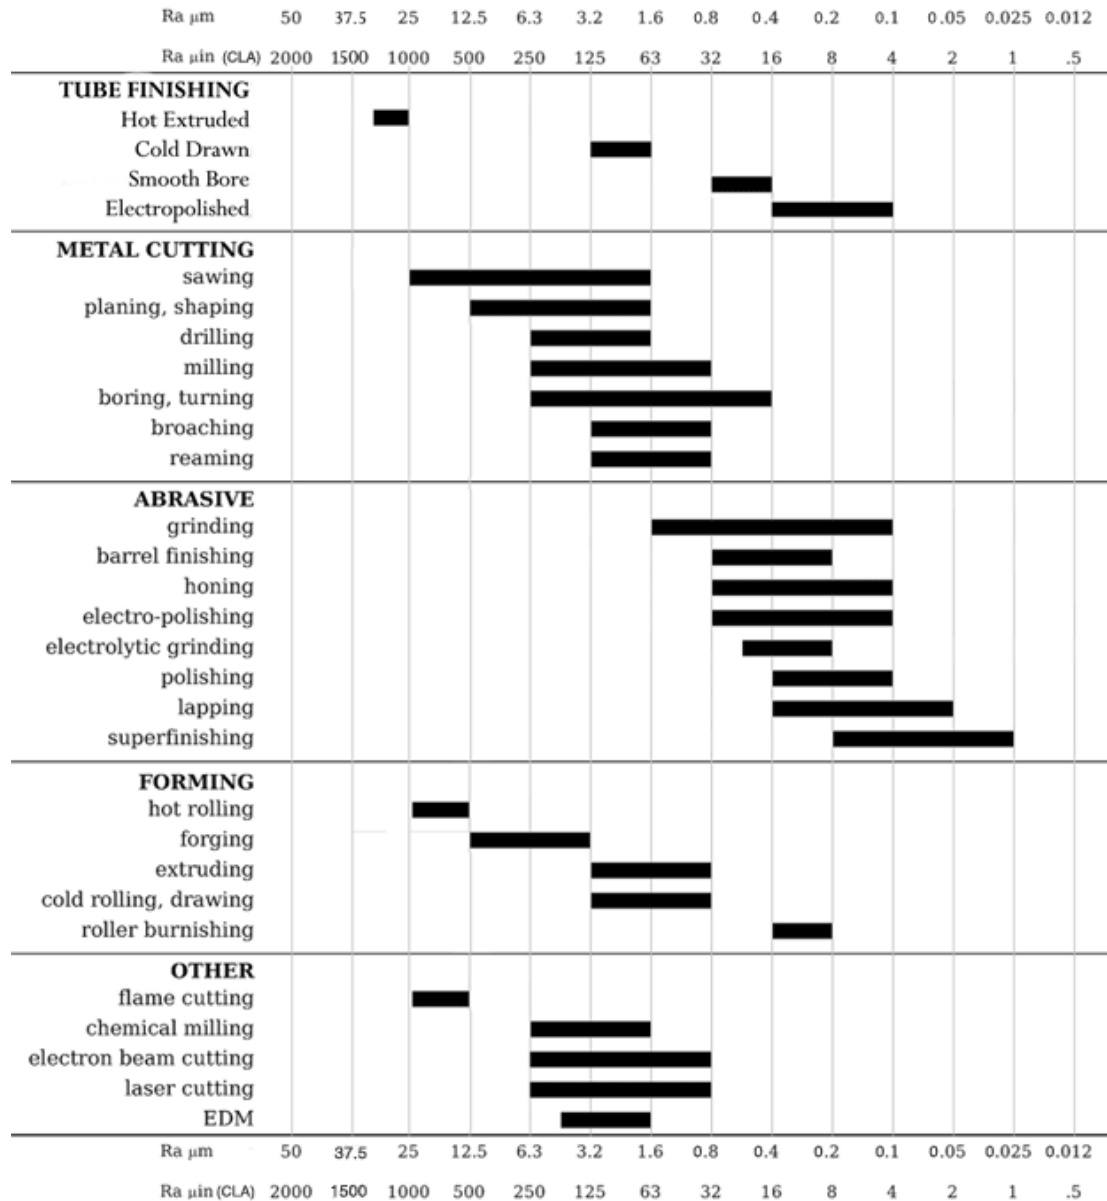 Ra μm 50 37.5 25 12.5 6.3 3.2 1.6 0.8 0.4 0.2 0.1 0.05 0.025 0.012
Ra μin (CLA) 2000 1500 1000 500 250 125 63 32 16 8 4 2 1 .5
TUBE FINISHING
Hot Extruded
Cold Drawn
Smooth Bore
Electropolished
METAL CUTTING
sawing
planing, shaping
drilling
milling
boring, turning
broaching
reaming
ABRASIVE
grinding
barrel finishing
honing
electro-polishing
electrolytic grinding
polishing
lapping
superfinishing
FORMING
hot rolling
forging
extruding
cold rolling, drawing
roller burnishing
OTHER
flame cutting
chemical milling
electron beam cutting
laser cutting
EDM
Ra μm 50 37.5 25 12.5 6.3 3.2 1.6 0.8 0.4 0.2 0.1 0.05 0.025 0.012
Ra μin (CLA) 2000 1500 1000 500 250 125 63 32 16 8 4 2 1 .5